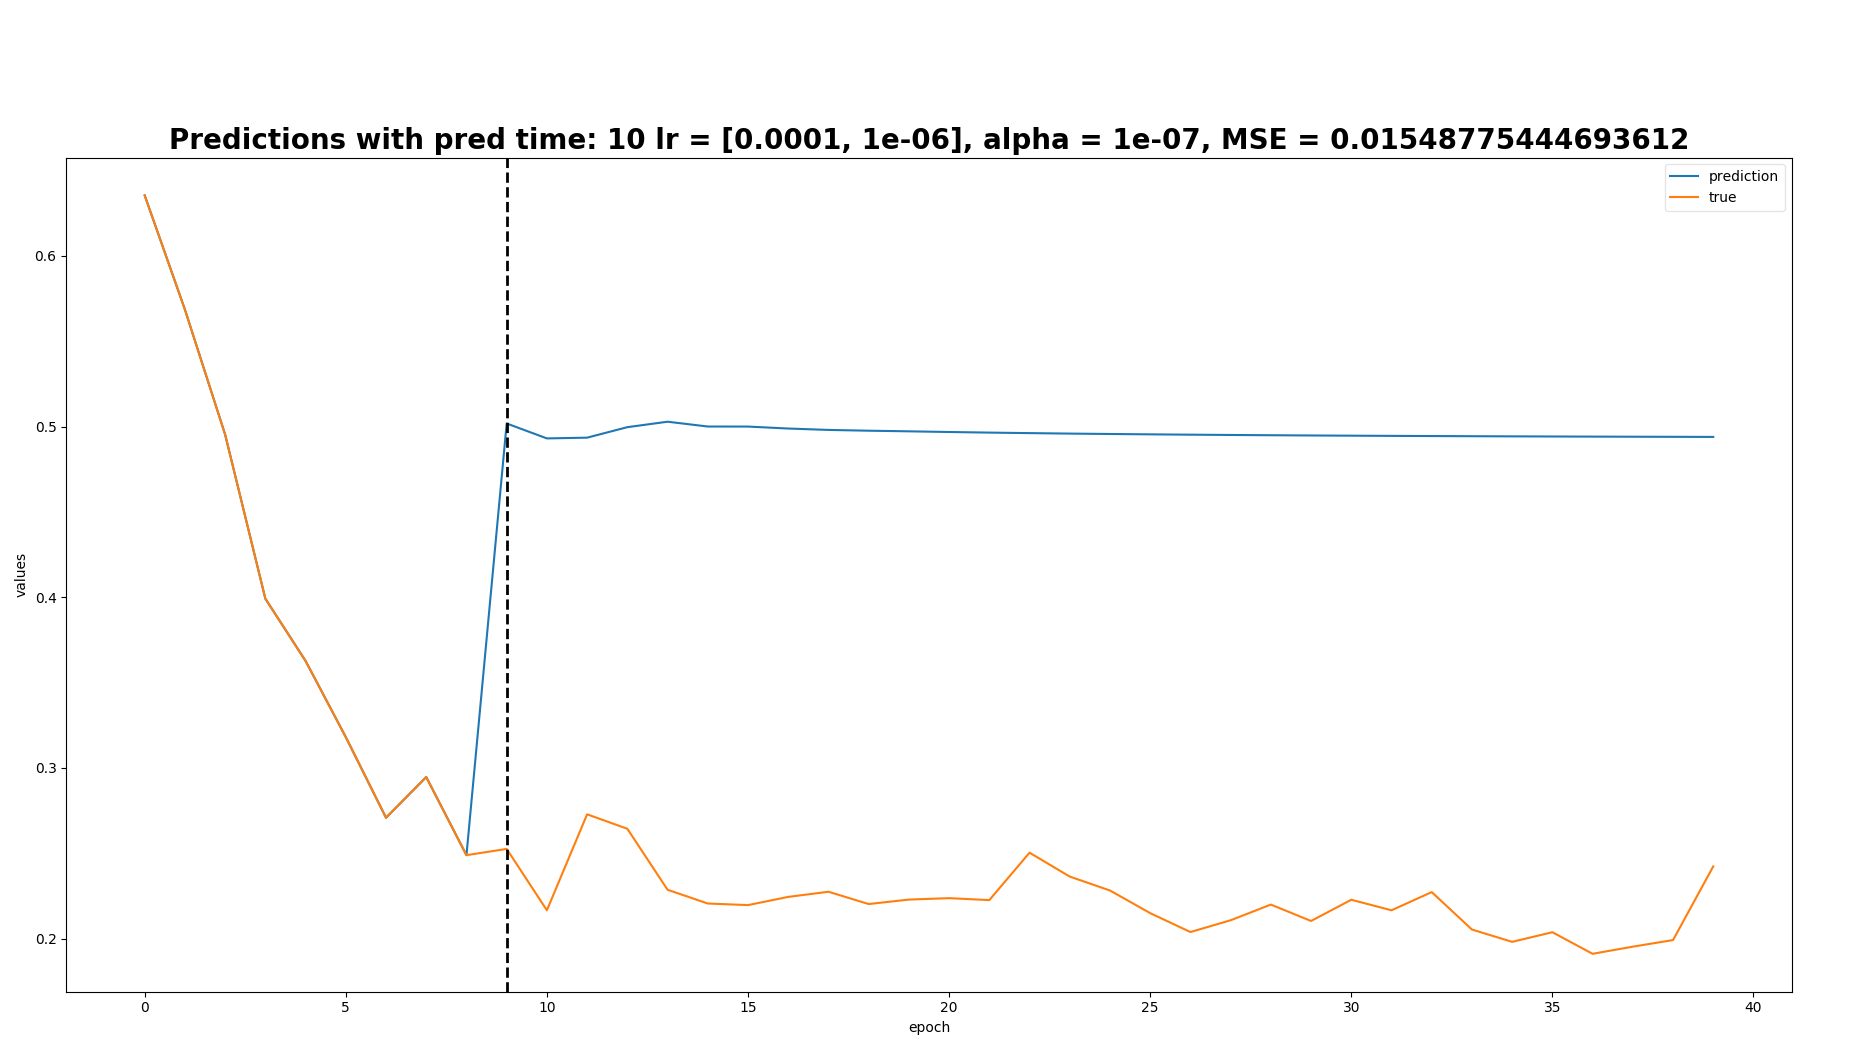 Predictions with pred time: 10 lr = [0.0001, 1e-06], alpha = 1e-07, MSE = 0.01548775444693612
prediction
true
0.6
0.5
0.4
0.3
0.2
values
0 5 10 15 20 25 30 35 40
epoch